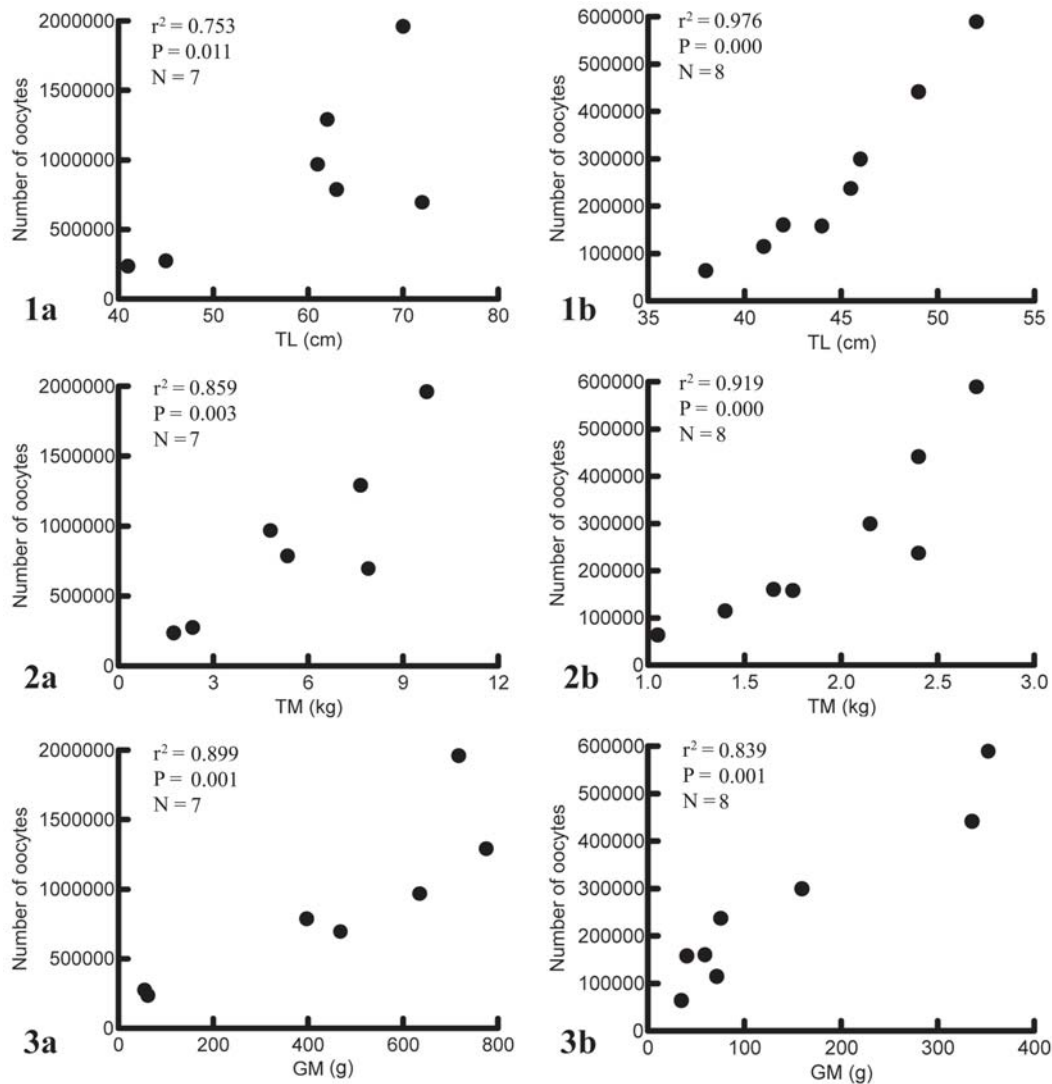 r² = 0.753
P = 0.011
N = 7
Number of oocytes
2000000
1500000
1000000
500000
0
40 50 60 70 80
TL (cm)
1a
r² = 0.976
P = 0.000
N = 8
Number of oocytes
600000
500000
400000
300000
200000
100000
0
35 40 45 50 55
TL (cm)
1b
r² = 0.859
P = 0.003
N = 7
Number of oocytes
2000000
1500000
1000000
500000
0
0 3 6 9 12
TM (kg)
2a
r² = 0.919
P = 0.000
N = 8
Number of oocytes
600000
500000
400000
300000
200000
100000
0
1.0 1.5 2.0 2.5 3.0
TM (kg)
2b
r² = 0.899
P = 0.001
N = 7
Number of oocytes
2000000
1500000
1000000
500000
0
0 200 400 600 800
GM (g)
3a
r² = 0.839
P = 0.001
N = 8
Number of oocytes
600000
500000
400000
300000
200000
100000
0
0 100 200 300 400
GM (g)
3b